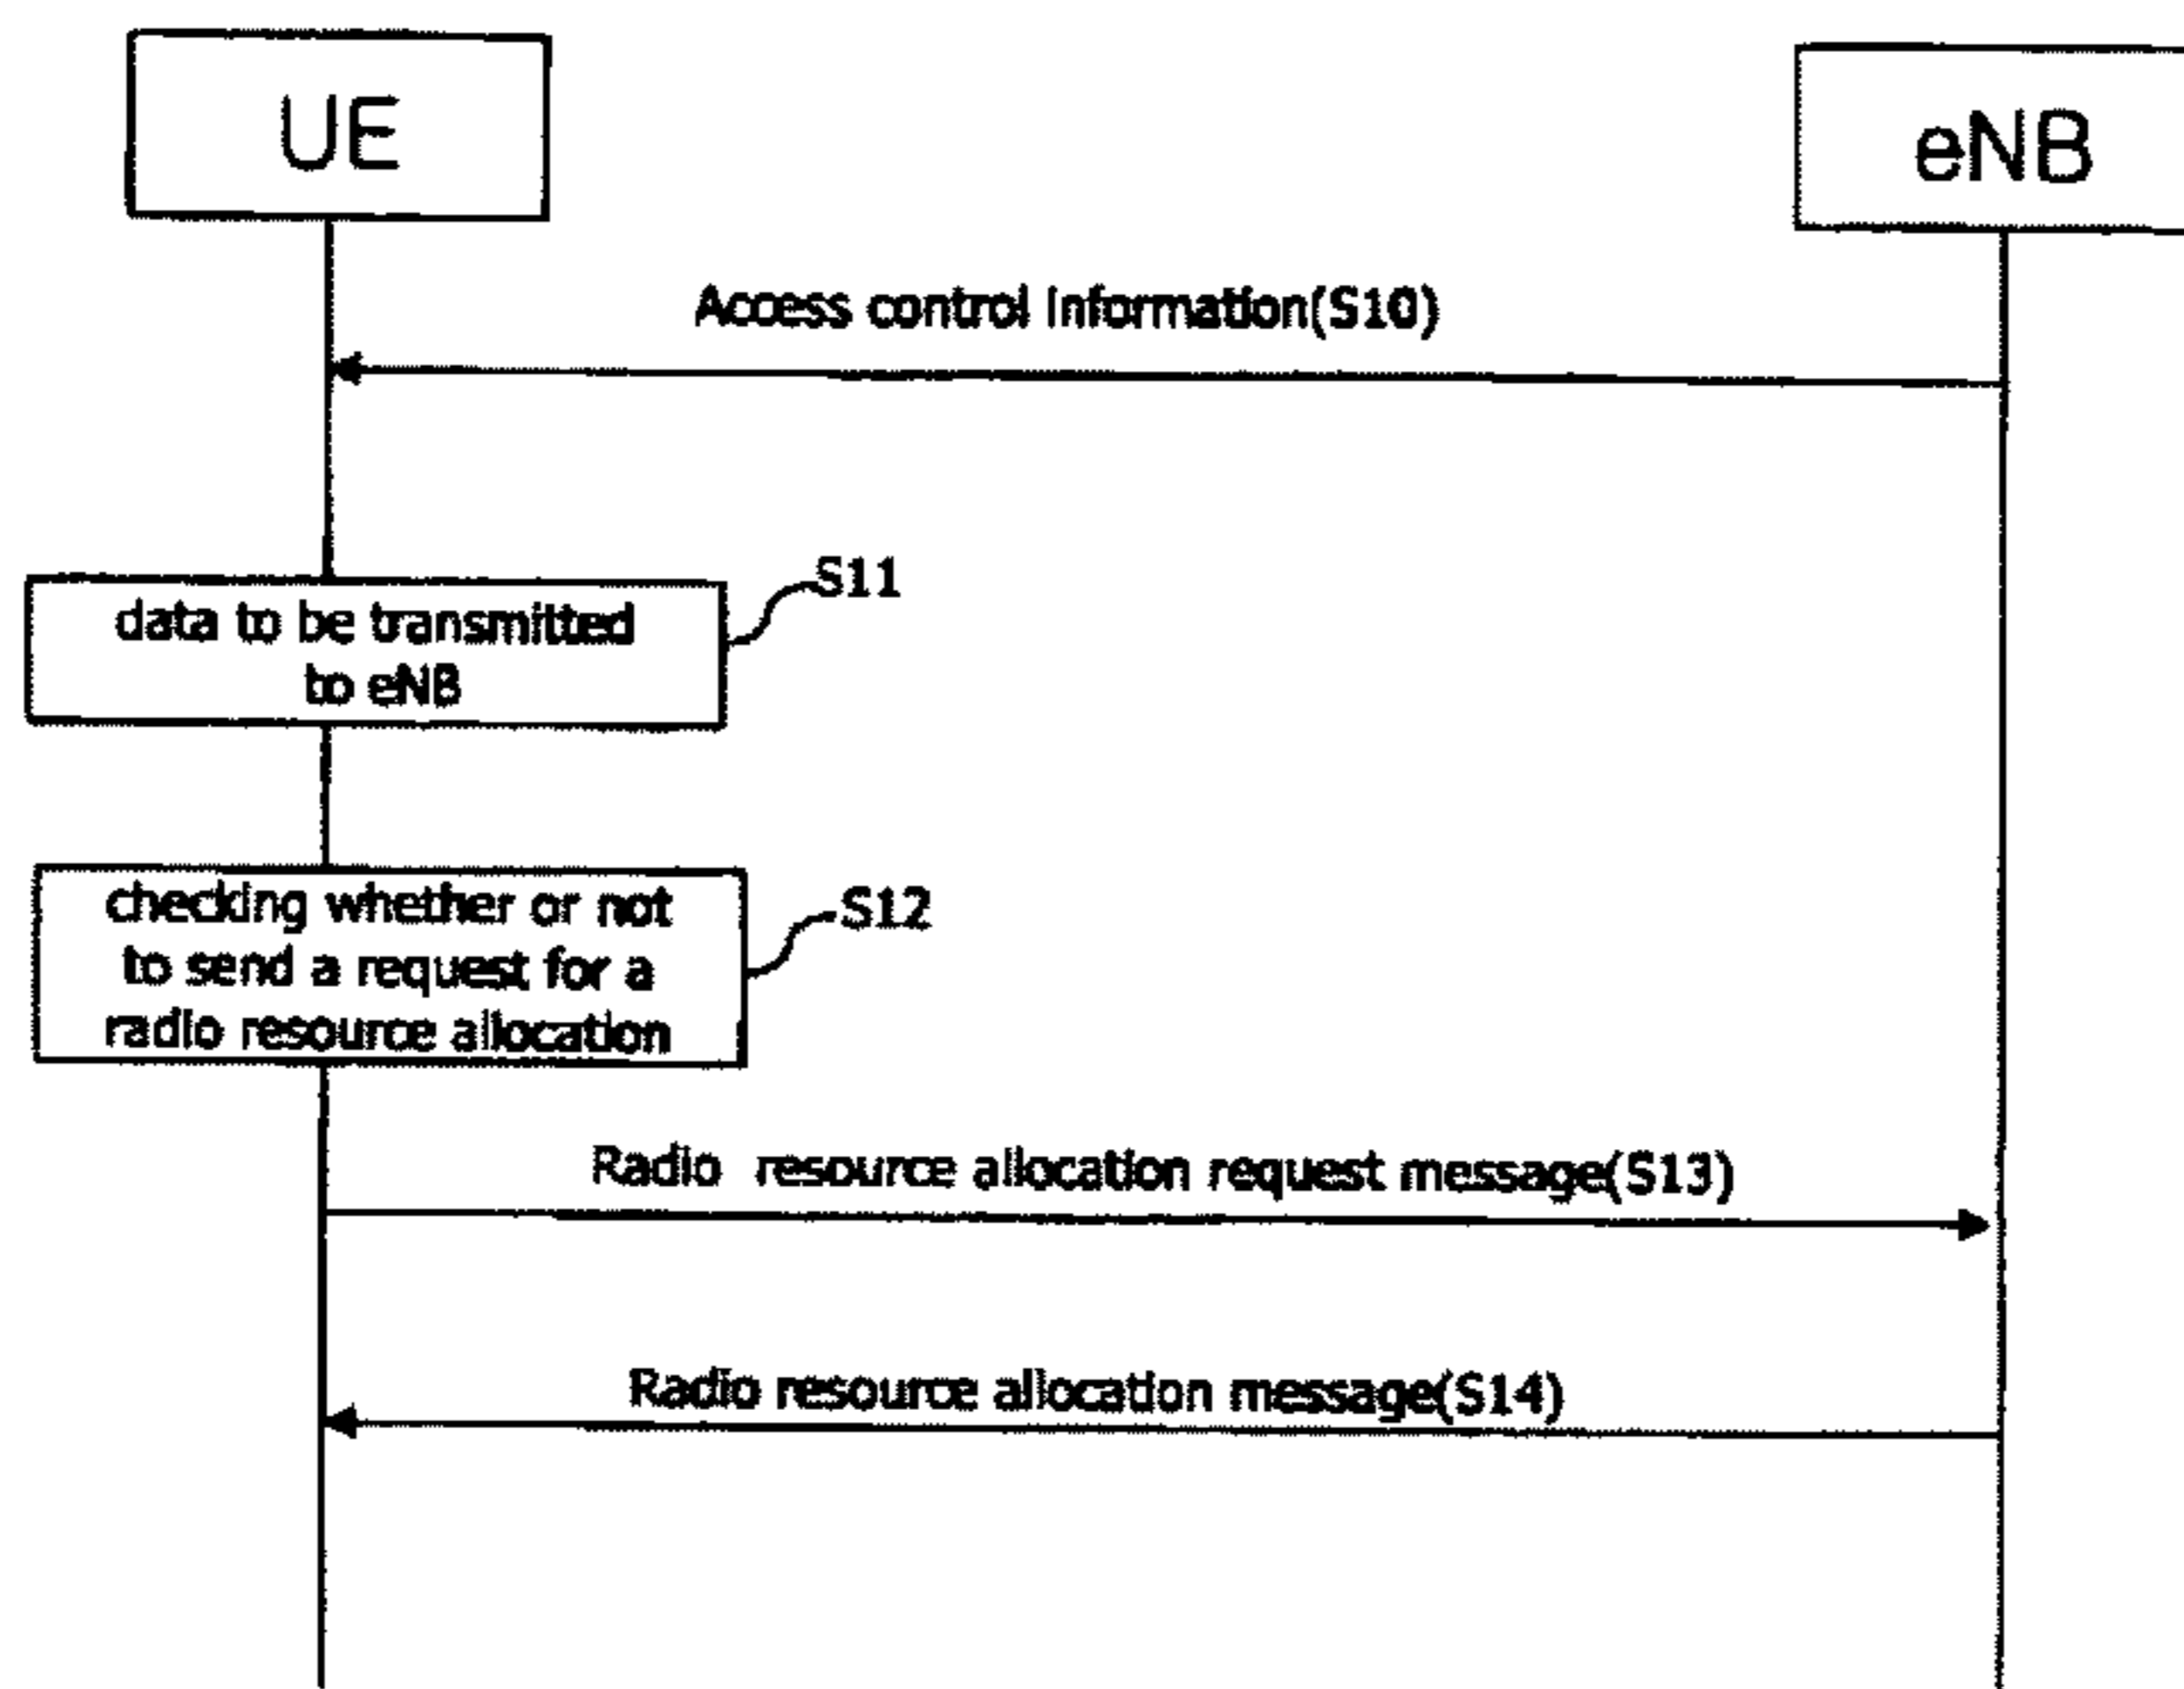 UE
eNB
Access control Information(S10)
data to be transmitted
to eNB
S11
checking whether or not
to send a request for a
radio resource allocation
S12
Radio resource allocation request message(S13)
Radio resource allocation message(S14)